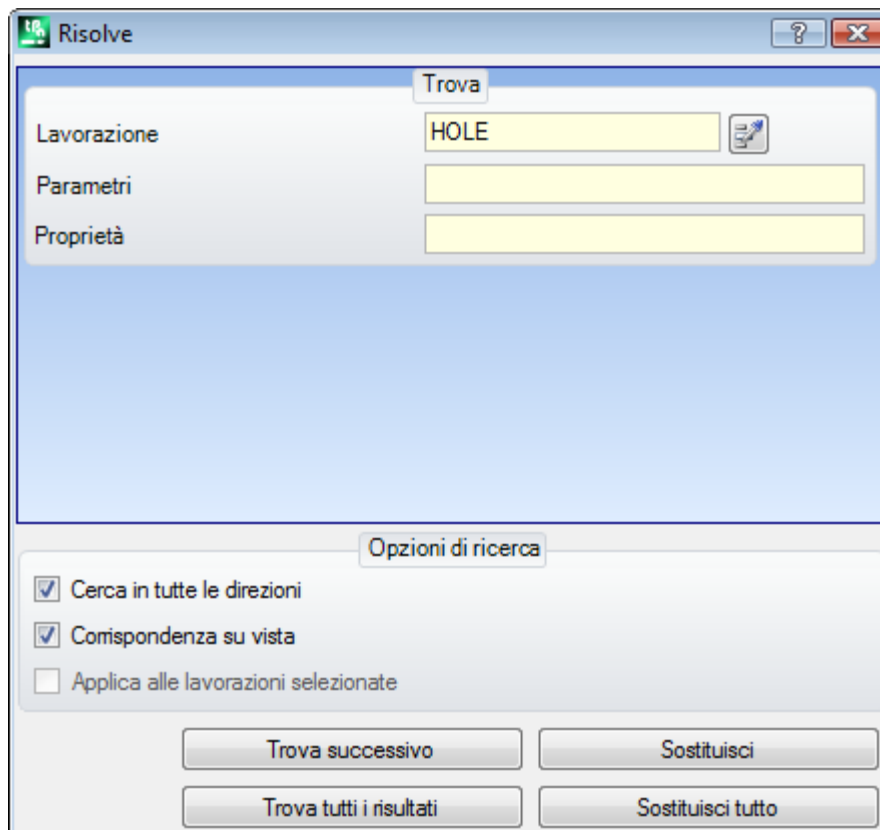 Risolve
Trova
Lavorazione HOLE
Parametri
Proprietà
Opzioni di ricerca
Cerca in tutte le direzioni
Corrispondenza su vista
Applica alle lavorazioni selezionate
Trova successivo Sostituisci
Trova tutti i risultati Sostituisci tutto